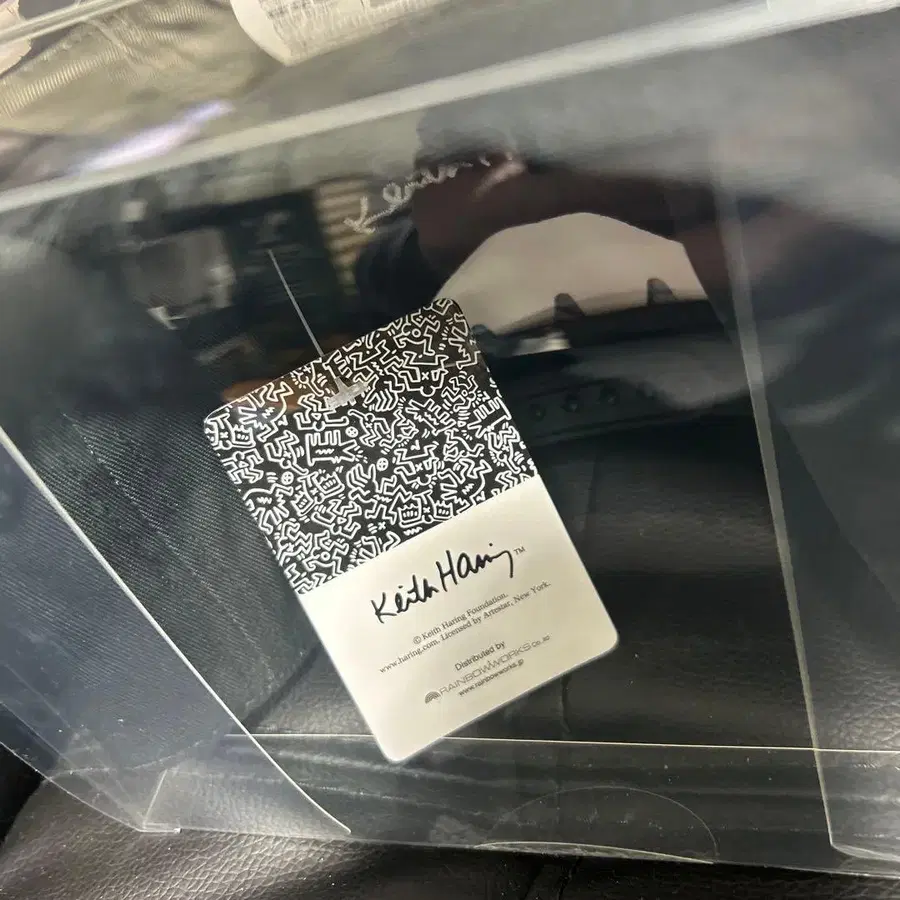 Keith Haring™
© Keith Haring Foundation.
www.haring.com. Licensed by Artestar, New York.
Distributed by
RAINBOWWORKS co.,ltd
www.rainbowworks.jp